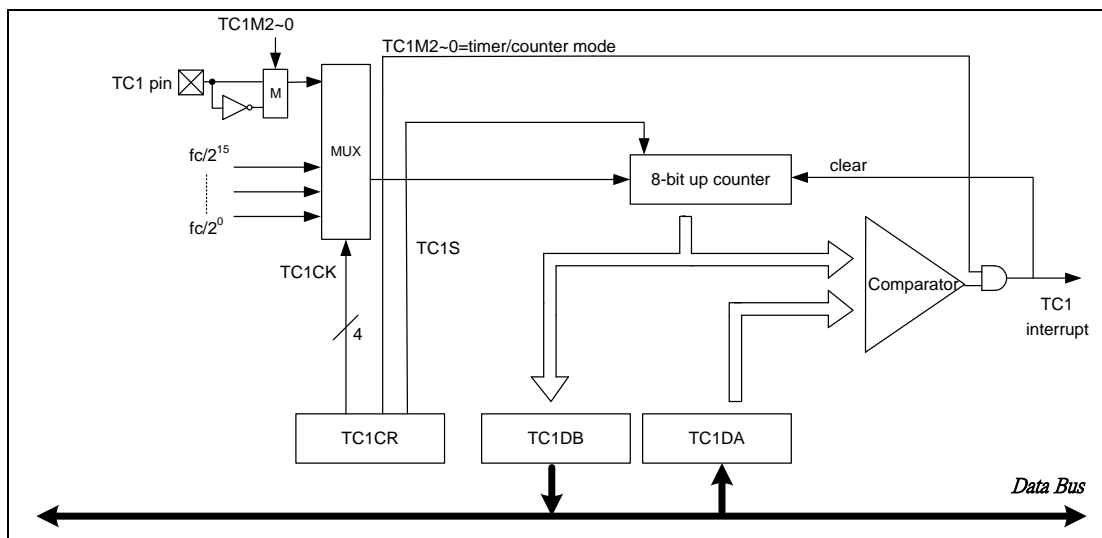 TC1M2~0
TC1M2~0=timer/counter mode
TC1 pin
M
MUX
fc/2¹⁵
8-bit up counter
clear
fc/2⁰
TC1S
TC1CK
Comparator
TC1
interrupt
4
TC1CR
TC1DB
TC1DA
Data Bus